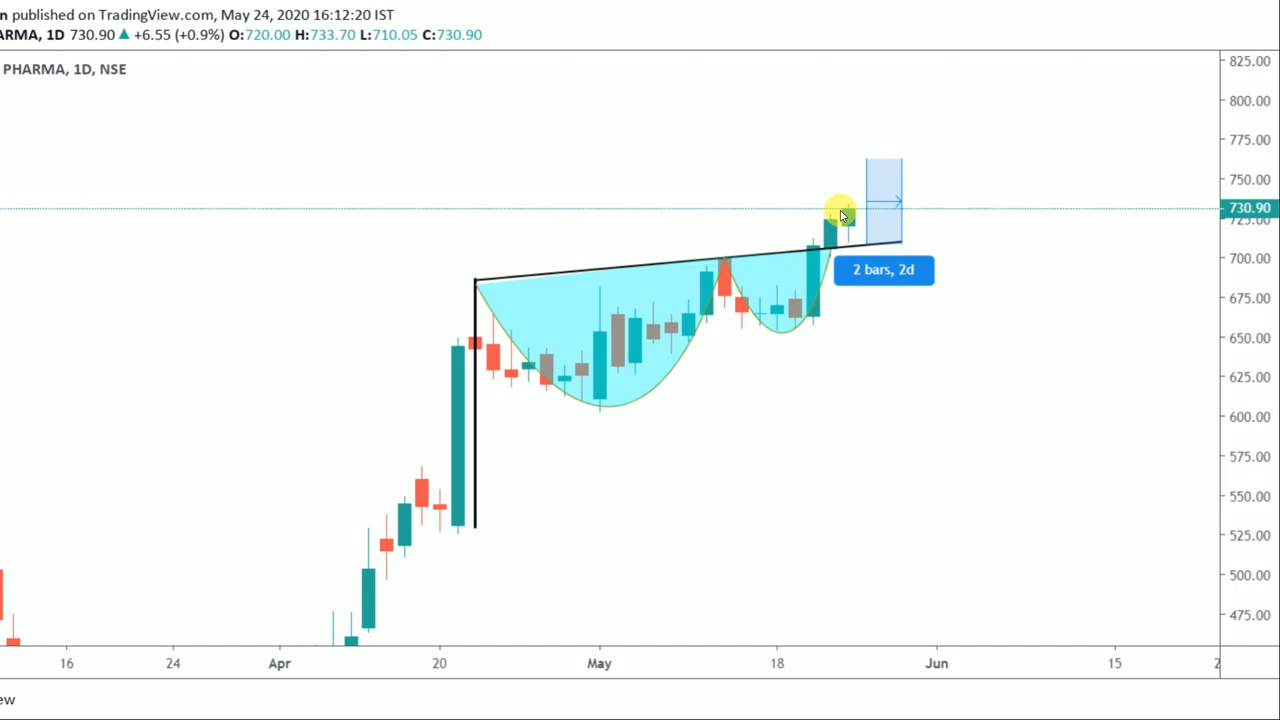 n published on TradingView.com, May 24, 2020 16:12:20 IST
ARMA, 1D 730.90 ▲ +6.55 (+0.9%) O:720.00 H:733.70 L:710.05 C:730.90
PHARMA, 1D, NSE
825.00
800.00
775.00
750.00
730.90
725.00
700.00
2 bars, 2d
675.00
650.00
625.00
600.00
575.00
550.00
525.00
500.00
475.00
16 24 Apr 20 May 18 Jun 15 2
ew